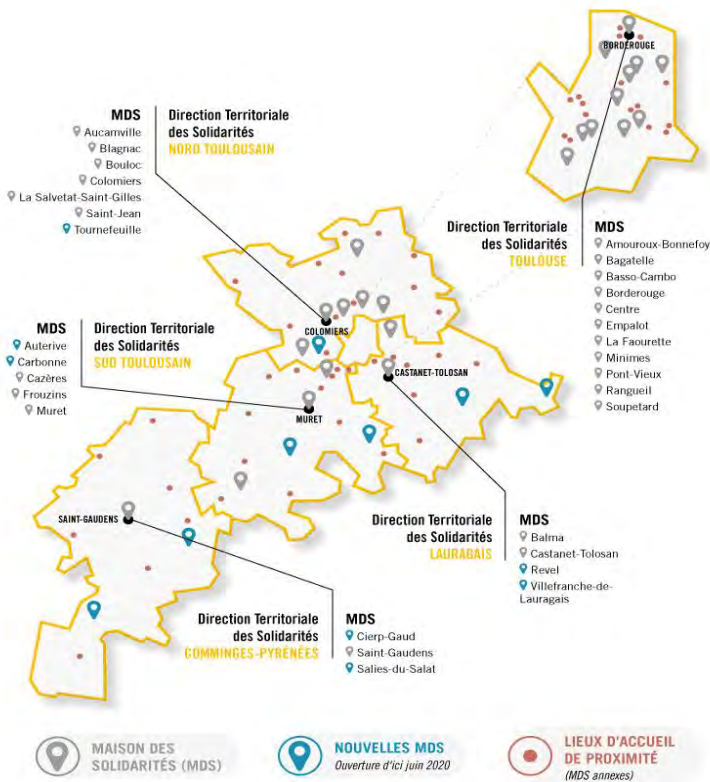 BORDEROUGE
MDS
Aucamville
Blagnac
Bouloc
Colomiers
La Salvetat-Saint-Gilles
Saint-Jean
Tournefeuille
Direction Territoriale
des Solidarités
NORD TOULOUSAIN
Direction Territoriale
des Solidarités
TOULOUSE
MDS
Amouroux-Bonnefoy
Bagatelle
Basso-Cambo
Borderouge
Centre
Empalot
La Faourette
Minimes
Pont-Vieux
Rangueil
Soupetard
MDS
Auterive
Carbonne
Cazères
Frouzins
Muret
Direction Territoriale
des Solidarités
SUD TOULOUSAIN
COLOMIERS
CASTANET-TOLOSAN
MURET
SAINT-GAUDENS
Direction Territoriale
des Solidarités
LAURAGAIS
MDS
Balma
Castanet-Tolosan
Revel
Villefranche-de-
Lauragais
Direction Territoriale
des Solidarités
COMMINGES-PYRÉNÉES
MDS
Cierp-Gaud
Saint-Gaudens
Salies-du-Salat
MAISON DES
SOLIDARITÉS (MDS)
NOUVELLES MDS
Ouverture d'ici juin 2020
LIEUX D'ACCUEIL
DE PROXIMITÉ
(MDS annexes)